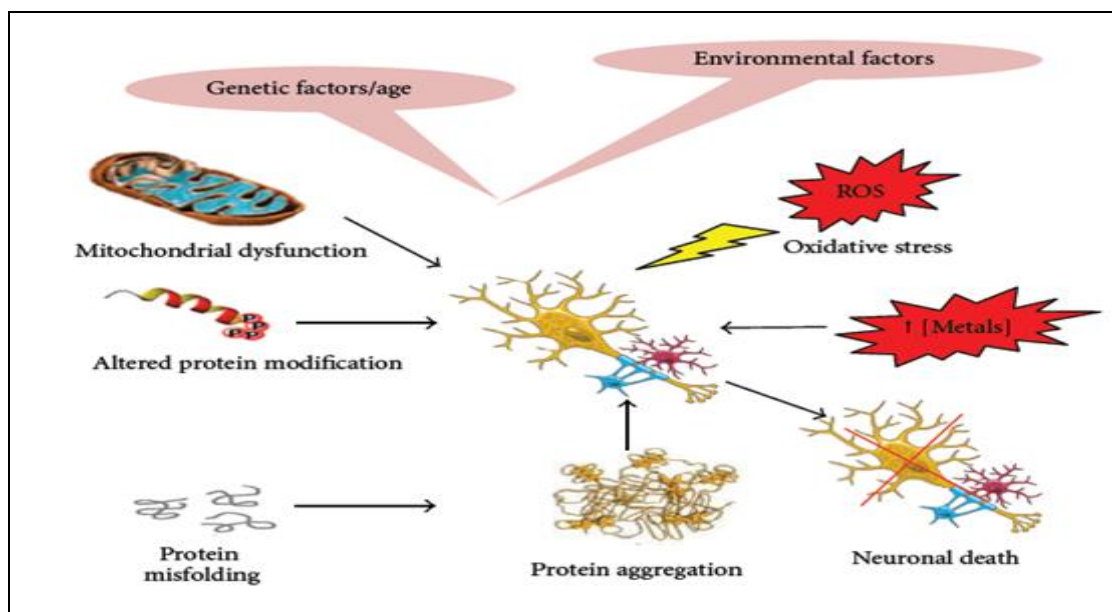 Environmental factors
Genetic factors/age
ROS
Mitochondrial dysfunction
Oxidative stress
P
P
P
P
↑ [Metals]
Altered protein modification
Protein
misfolding
Protein aggregation
Neuronal death